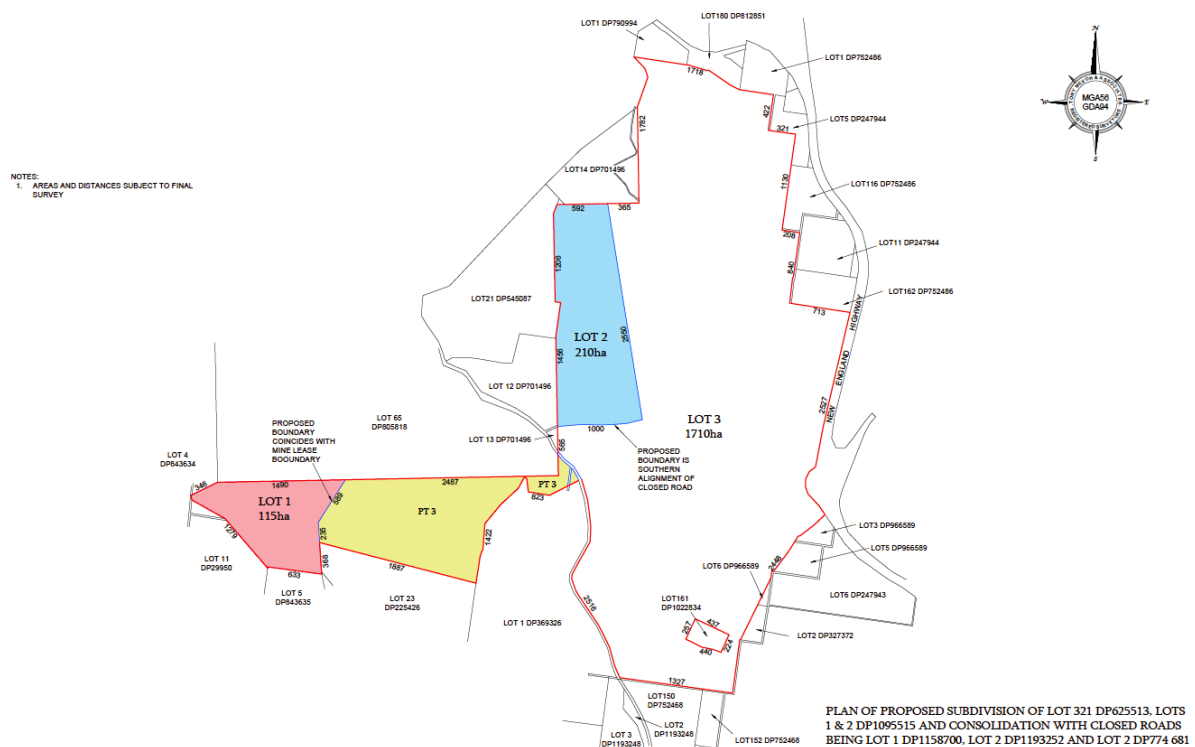 LOT1 DP790994
LOT180 DP812851
LOT1 DP752486
1718
N
W
E
S
MGA56
GDA94
422
LOT5 DP247944
321
1782
NOTES:
1. AREAS AND DISTANCES SUBJECT TO FINAL
SURVEY
LOT14 DP701496
1130
LOT116 DP752486
592
365
208
LOT11 DP247944
1206
840
LOT21 DP545087
LOT162 DP752486
713
HIGHWAY
ENGLAND
NEW
LOT 2
210ha
2550
1456
LOT 12 DP701496
2527
LOT 65
DP805818
LOT 3
1710ha
PROPOSED
BOUNDARY
COINCIDES WITH
MINE LEASE
BOOUNDARY
1000
LOT 13 DP701496
565
PROPOSED
BOUNDARY IS
SOUTHERN
ALIGNMENT OF
CLOSED ROAD
LOT 4
DP843634
346
1490
2487
589
PT 3
823
LOT 1
115ha
PT 3
1279
235
1422
368
LOT3 DP966589
LOT5 DP966589
LOT 11
DP29950
633
1887
2448
LOT6 DP966589
LOT 5
DP843635
LOT 23
DP225426
LOT6 DP247943
2516
LOT161
DP1022834
437
257
224
440
LOT 1 DP369326
LOT2 DP327372
1327
LOT150
DP752468
LOT2
DP1193248
LOT 3
DP1193248
LOT152 DP752468
PLAN OF PROPOSED SUBDIVISION OF LOT 321 DP625513, LOTS
1 & 2 DP1095515 AND CONSOLIDATION WITH CLOSED ROADS
BEING LOT 1 DP1158700, LOT 2 DP1193252 AND LOT 2 DP774 681